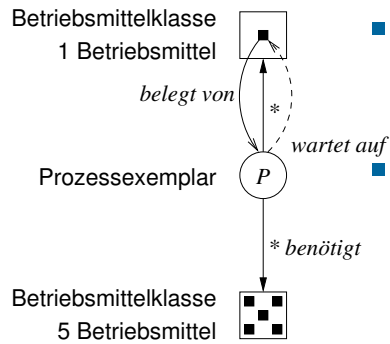 Betriebsmittelklasse
1 Betriebsmittel
belegt von
*
wartet auf
Prozessexemplar
P
* benötigt
Betriebsmittelklasse
5 Betriebsmittel